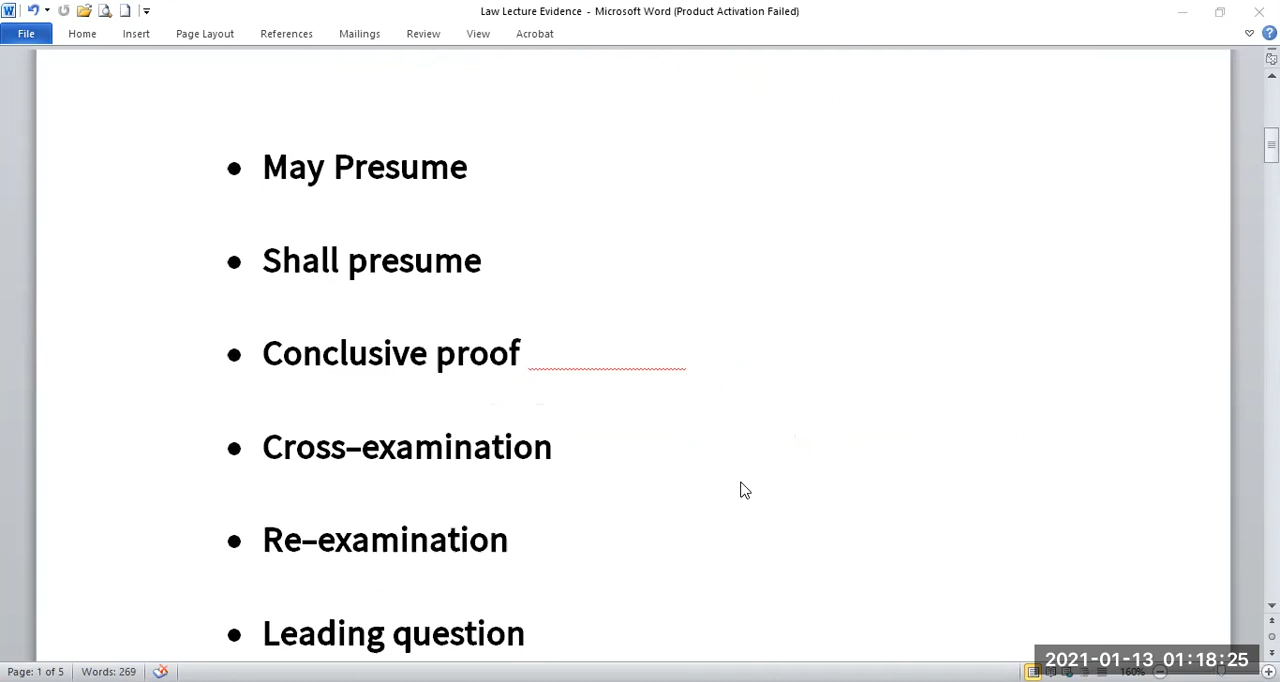 Law Lecture Evidence - Microsoft Word (Product Activation Failed)
File Home Insert Page Layout References Mailings Review View Acrobat
• May Presume
• Shall presume
• Conclusive proof
• Cross–examination
• Re–examination
• Leading question
2021-01-13 01:18:25
Page: 1 of 5 Words: 269 160%